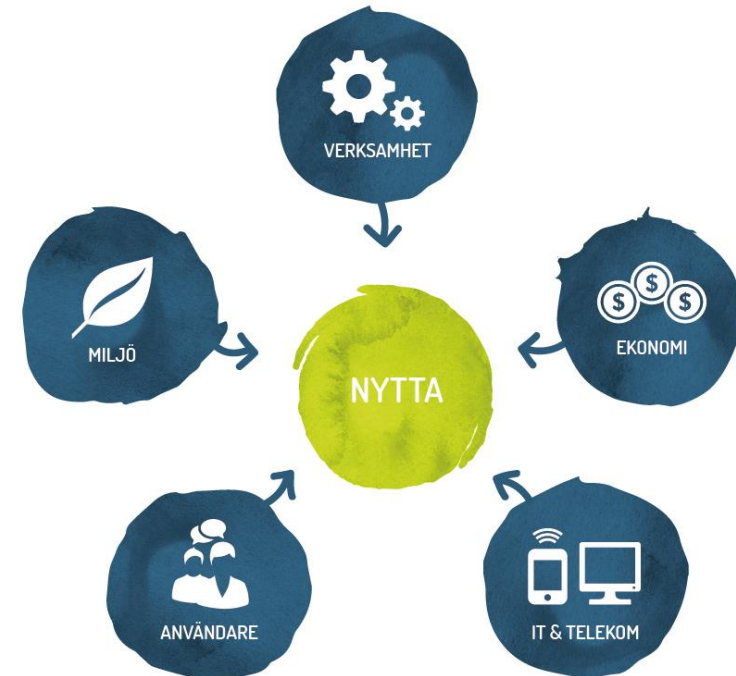 VERKSAMHET
MILJÖ
$ $ $
EKONOMI
NYTTA
ANVÄNDARE
IT & TELEKOM